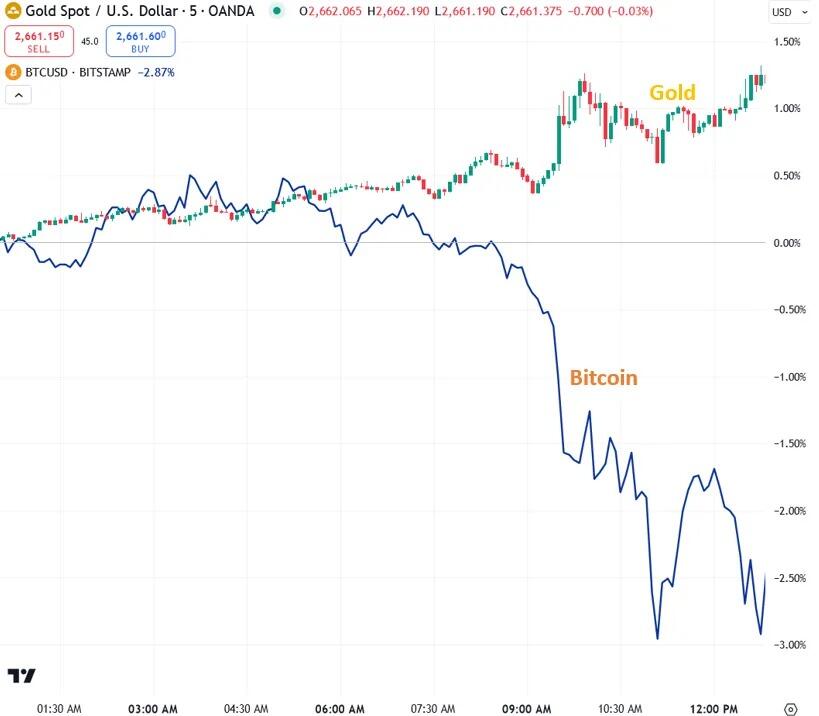 Gold Spot / U.S. Dollar · 5 · OANDA O2,662.065 H2,662.190 L2,661.190 C2,661.375 −0.700 (−0.03%)
USD
2,661.150 45.0 2,661.600
SELL BUY
BTCUSD · BITSTAMP −2.87%
1.50%
Gold
1.00%
0.50%
0.00%
−0.50%
−1.00%
Bitcoin
−1.50%
−2.00%
−2.50%
−3.00%
01:30 AM 03:00 AM 04:30 AM 06:00 AM 07:30 AM 09:00 AM 10:30 AM 12:00 PM